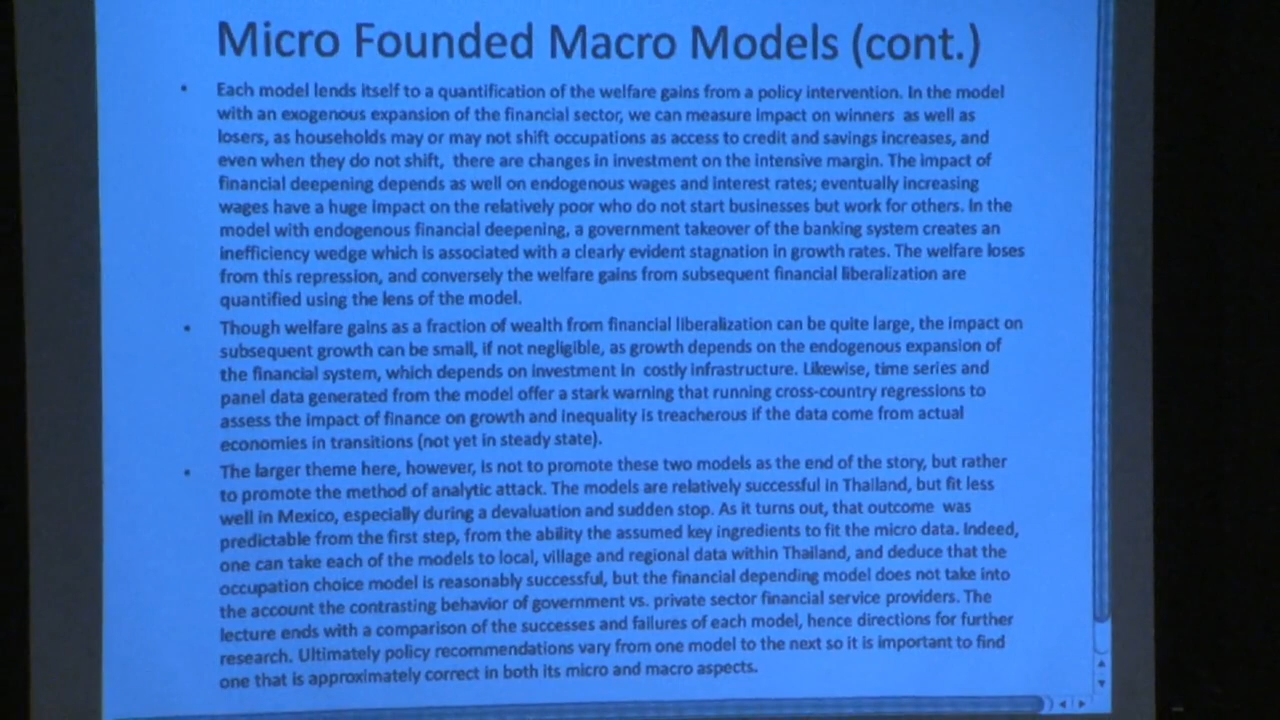 Micro Founded Macro Models (cont.)
• Each model lends itself to a quantification of the welfare gains from a policy intervention. In the model
with an exogenous expansion of the financial sector, we can measure impact on winners as well as
losers, as households may or may not shift occupations as access to credit and savings increases, and
even when they do not shift, there are changes in investment on the intensive margin. The impact of
financial deepening depends as well on endogenous wages and interest rates; eventually increasing
wages have a huge impact on the relatively poor who do not start businesses but work for others. In the
model with endogenous financial deepening, a government takeover of the banking system creates an
inefficiency wedge which is associated with a clearly evident stagnation in growth rates. The welfare loses
from this repression, and conversely the welfare gains from subsequent financial liberalization are
quantified using the lens of the model.
• Though welfare gains as a fraction of wealth from financial liberalization can be quite large, the impact on
subsequent growth can be small, if not negligible, as growth depends on the endogenous expansion of
the financial system, which depends on investment in costly infrastructure. Likewise, time series and
panel data generated from the model offer a stark warning that running cross-country regressions to
assess the impact of finance on growth and inequality is treacherous if the data come from actual
economies in transitions (not yet in steady state).
• The larger theme here, however, is not to promote these two models as the end of the story, but rather
to promote the method of analytic attack. The models are relatively successful in Thailand, but fit less
well in Mexico, especially during a devaluation and sudden stop. As it turns out, that outcome was
predictable from the first step, from the ability the assumed key ingredients to fit the micro data. Indeed,
one can take each of the models to local, village and regional data within Thailand, and deduce that the
occupation choice model is reasonably successful, but the financial depending model does not take into
the account the contrasting behavior of government vs. private sector financial service providers. The
lecture ends with a comparison of the successes and failures of each model, hence directions for further
research. Ultimately policy recommendations vary from one model to the next so it is important to find
one that is approximately correct in both its micro and macro aspects.